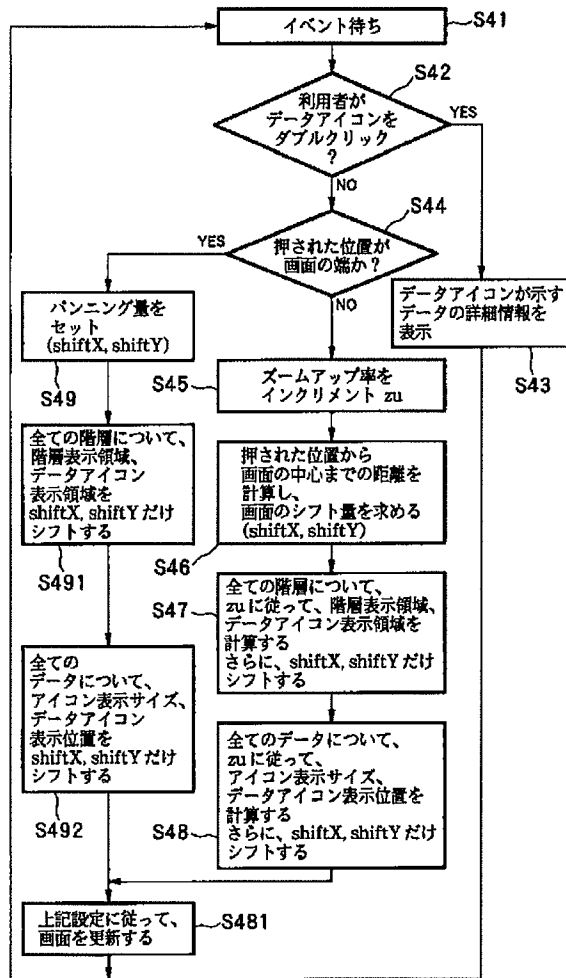 イベント待ち
S41
S42
利用者が
データアイコンを
ダブルクリック
?
YES
NO
S44
押された位置が
画面の端か?
YES
NO
データアイコンが示す
データの詳細情報を
表示
S43
パンニング量を
セット
(shiftX, shiftY)
S49
S45
ズームアップ率を
インクリメント zu
全ての階層について、
階層表示領域、
データアイコン
表示領域を
shiftX, shiftYだけ
シフトする
S491
押された位置から
画面の中心までの距離を
計算し、
画面のシフト量を求める
(shiftX, shiftY)
S46
S47
全ての階層について、
zuに従って、階層表示領域、
データアイコン表示領域を
計算する
さらに、shiftX, shiftYだけ
シフトする
全ての
データについて、
アイコン表示サイズ、
データアイコン
表示位置を
shiftX, shiftYだけ
シフトする
S492
全てのデータについて、
zuに従って、
アイコン表示サイズ、
データアイコン表示位置を
計算する
さらに、shiftX, shiftYだけ
シフトする
S48
上記設定に従って、
画面を更新する
S481